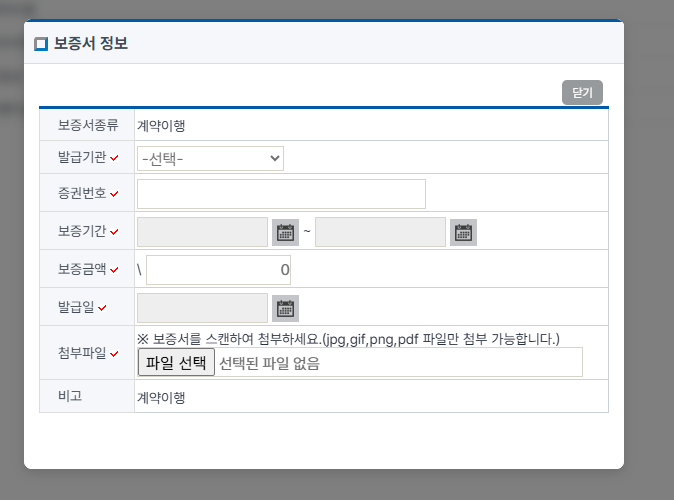 보증서 정보
닫기
보증서종류 계약이행
발급기관 -선택-
증권번호
보증기간 ~
보증금액 \ 0
발급일
※ 보증서를 스캔하여 첨부하세요.(jpg,gif,png,pdf 파일만 첨부 가능합니다.)
첨부파일
파일 선택 선택된 파일 없음
비고 계약이행